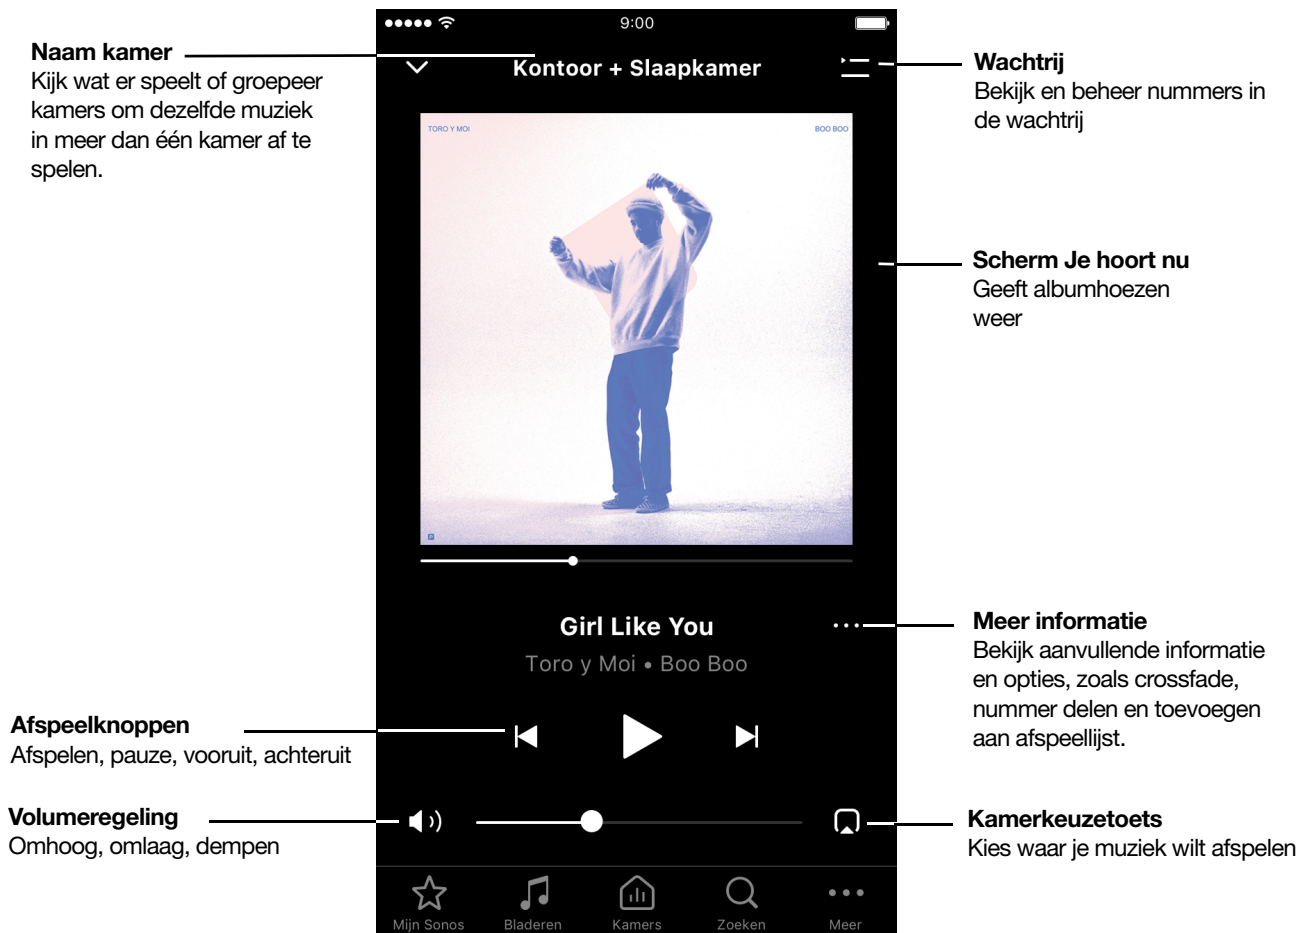 9:00
Naam kamer
Kijk wat er speelt of groepeer
kamers om dezelfde muziek
in meer dan één kamer af te
spelen.
Kontoor + Slaapkamer
Wachtrij
Bekijk en beheer nummers in
de wachtrij
TORO Y MOI
BOO BOO
Scherm Je hoort nu
Geeft albumhoezen
weer
Girl Like You
Toro y Moi • Boo Boo
Meer informatie
Bekijk aanvullende informatie
en opties, zoals crossfade,
nummer delen en toevoegen
aan afspeellijst.
Afspeelknoppen
Afspelen, pauze, vooruit, achteruit
Volumeregeling
Omhoog, omlaag, dempen
Kamerkeuzetoets
Kies waar je muziek wilt afspelen
Mijn Sonos
Bladeren
Kamers
Zoeken
Meer